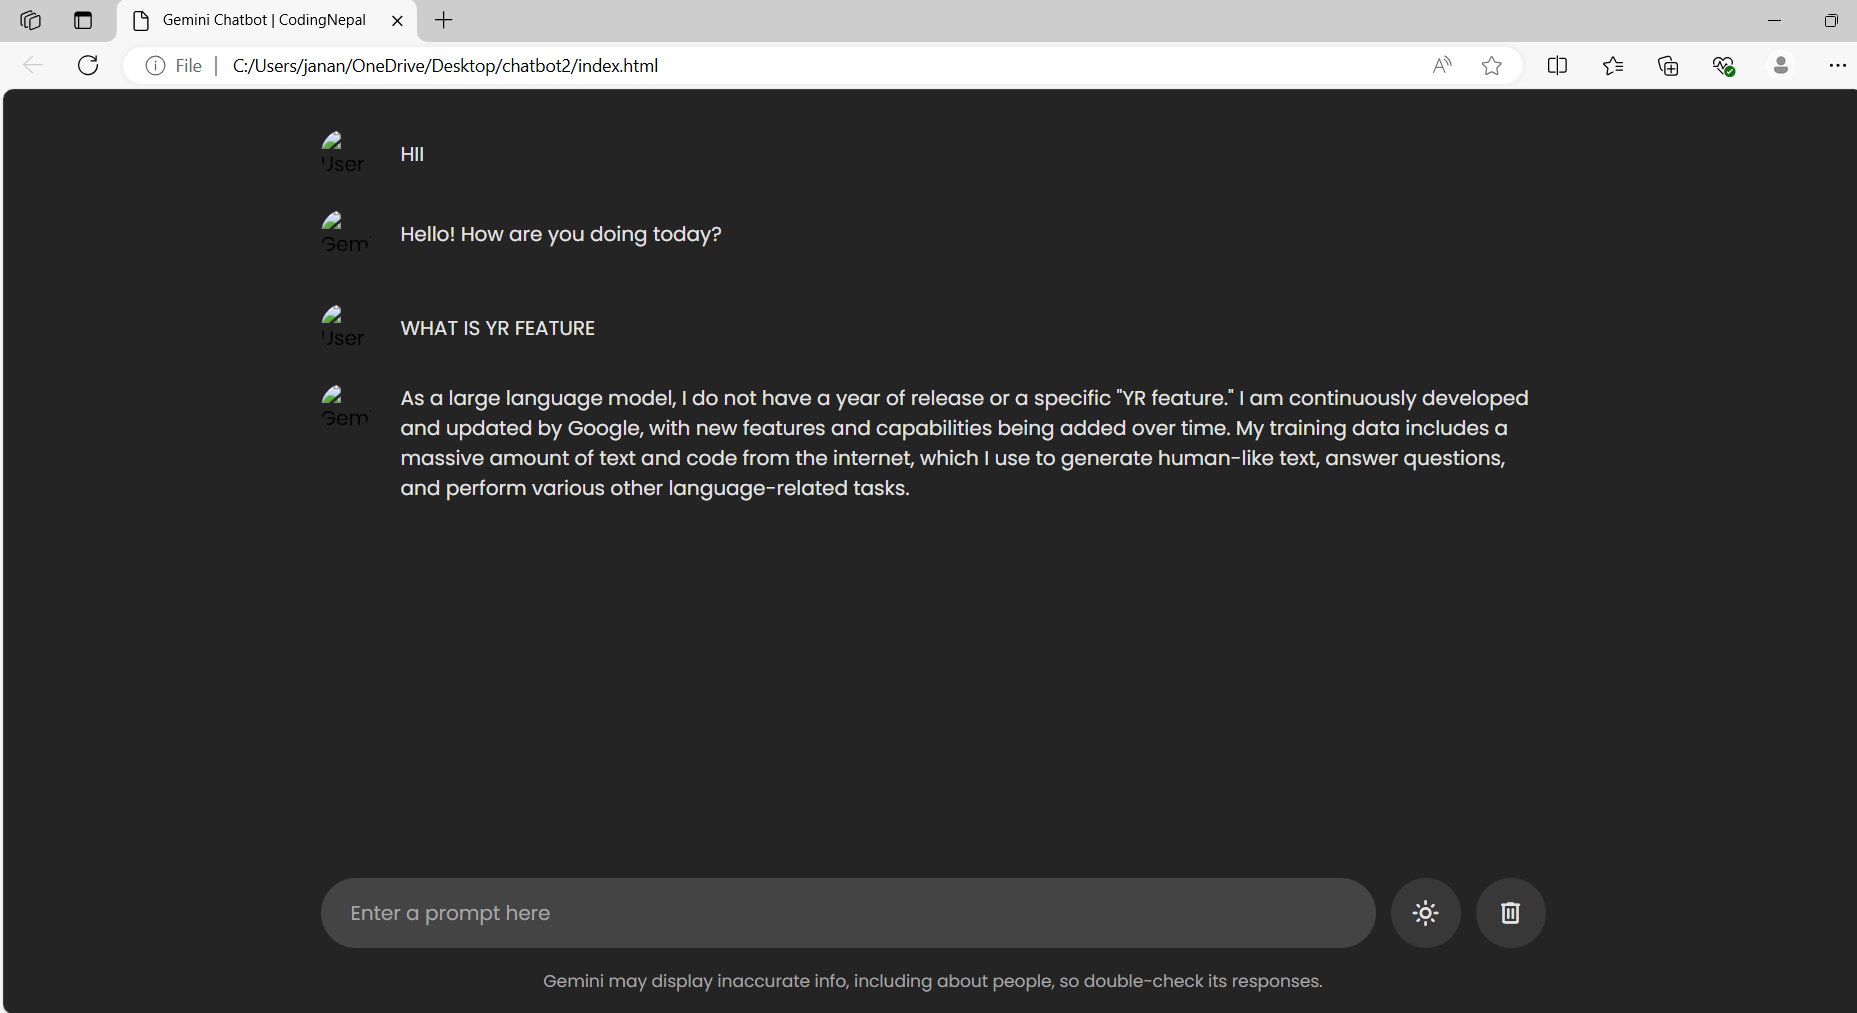 Gemini Chatbot | CodingNepal
File
C:/Users/janan/OneDrive/Desktop/chatbot2/index.html
User
HII
Gem
Hello! How are you doing today?
User
WHAT IS YR FEATURE
Gem
As a large language model, I do not have a year of release or a specific "YR feature." I am continuously developed
and updated by Google, with new features and capabilities being added over time. My training data includes a
massive amount of text and code from the internet, which I use to generate human-like text, answer questions,
and perform various other language-related tasks.
Enter a prompt here
Gemini may display inaccurate info, including about people, so double-check its responses.